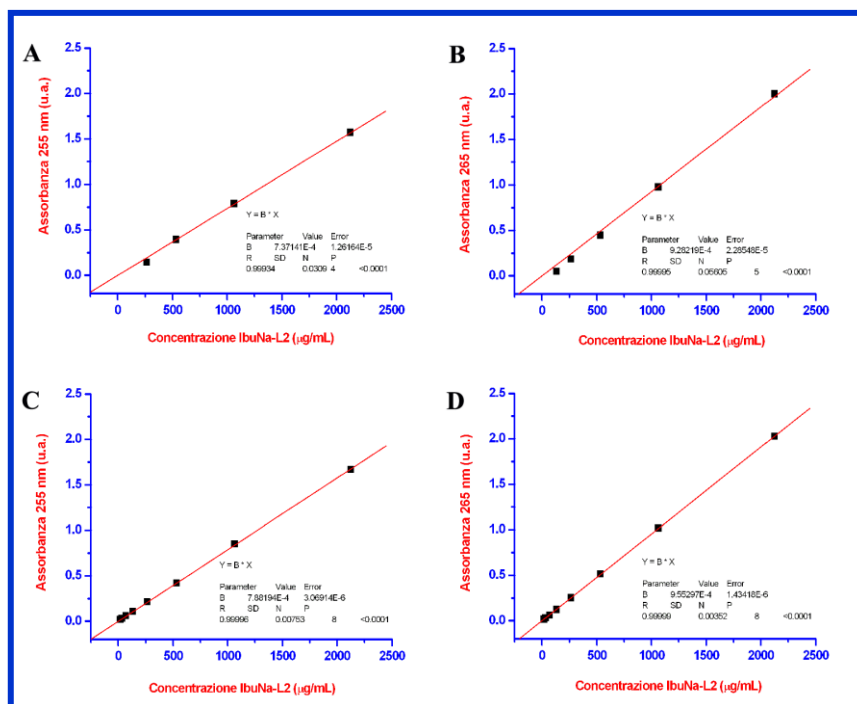 A
2.5
2.0
1.5
1.0
0.5
0.0
Assorbanza 255 nm (u.a.)
Y = B * X
Parameter Value Error
B 7.37141E-4 1.26164E-5
R SD N P
0.99934 0.0309 4 <0.0001
0 500 1000 1500 2000 2500
Concentrazione IbuNa-L2 (µg/mL)
B
2.5
2.0
1.5
1.0
0.5
0.0
Assorbanza 265 nm (u.a.)
Y = B * X
Parameter Value Error
B 9.28219E-4 2.28548E-5
R SD N P
0.99995 0.06605 5 <0.0001
0 500 1000 1500 2000 2500
Concentrazione IbuNa-L2 (µg/mL)
C
2.5
2.0
1.5
1.0
0.5
0.0
Assorbanza 255 nm (u.a.)
Y = B * X
Parameter Value Error
B 7.88194E-4 3.06914E-6
R SD N P
0.99996 0.00753 8 <0.0001
0 500 1000 1500 2000 2500
Concentrazione IbuNa-L2 (µg/mL)
D
2.5
2.0
1.5
1.0
0.5
0.0
Assorbanza 265 nm (u.a.)
Y = B * X
Parameter Value Error
B 9.55297E-4 1.43418E-6
R SD N P
0.99999 0.00352 8 <0.0001
0 500 1000 1500 2000 2500
Concentrazione IbuNa-L2 (µg/mL)